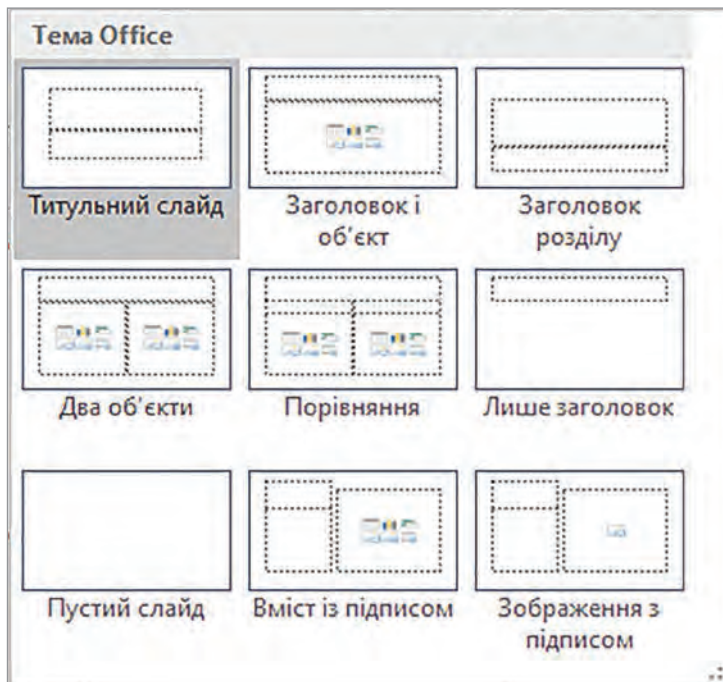 Тема Office
Титульний слайд
Заголовок і
об'єкт
Заголовок
розділу
Два об'єкти
Порівняння
Лише заголовок
Пустий слайд
Вміст із підписом
Зображення з
підписом